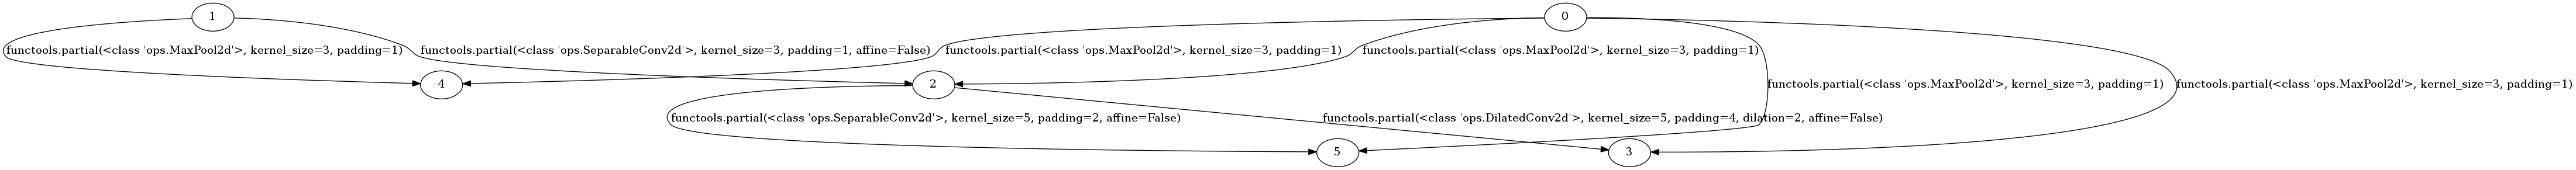 1
0
functools.partial(<class 'ops.MaxPool2d'>, kernel_size=3, padding=1)
functools.partial(<class 'ops.SeparableConv2d'>, kernel_size=3, padding=1, affine=False)
functools.partial(<class 'ops.MaxPool2d'>, kernel_size=3, padding=1)
functools.partial(<class 'ops.MaxPool2d'>, kernel_size=3, padding=1)
4
2
functools.partial(<class 'ops.MaxPool2d'>, kernel_size=3, padding=1)
functools.partial(<class 'ops.MaxPool2d'>, kernel_size=3, padding=1)
functools.partial(<class 'ops.SeparableConv2d'>, kernel_size=5, padding=2, affine=False)
functools.partial(<class 'ops.DilatedConv2d'>, kernel_size=5, padding=4, dilation=2, affine=False)
5
3